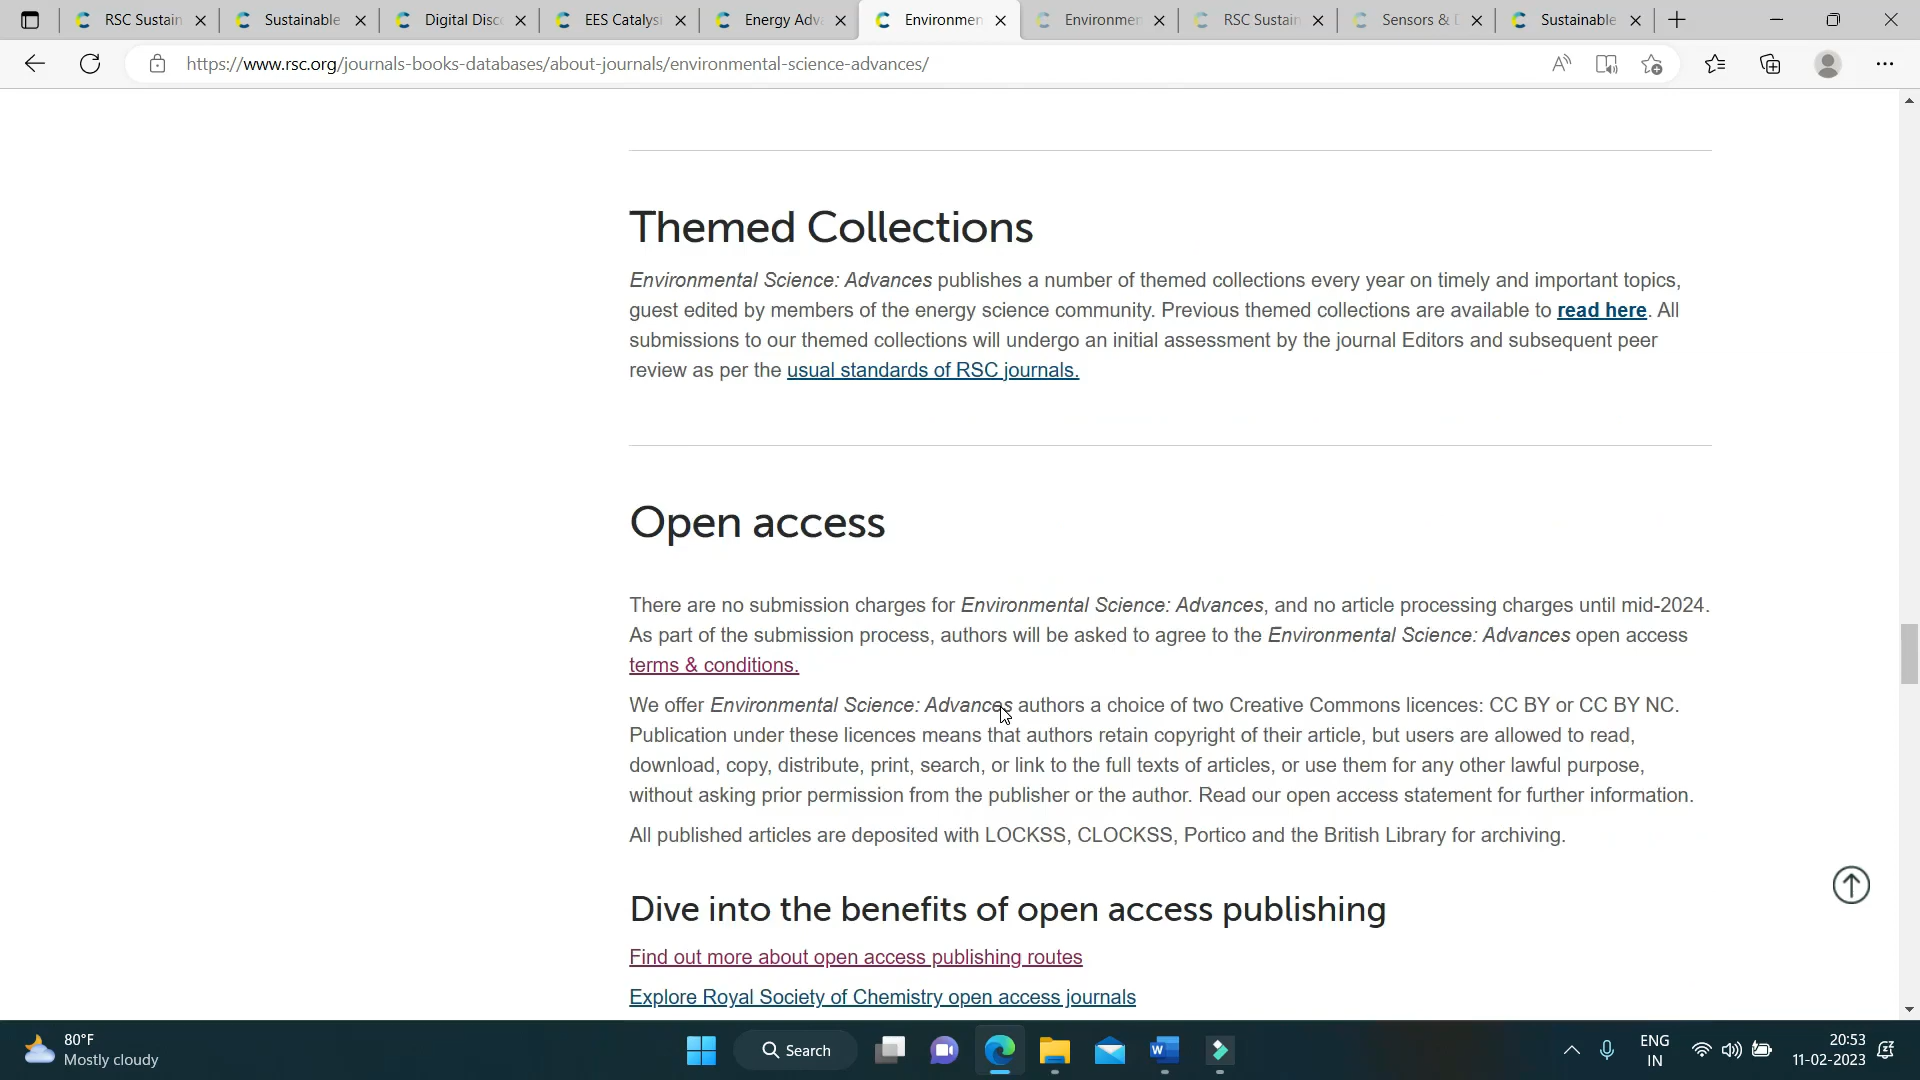 RSC Sustain
Sustainable
Digital Disc
EES Catalys
Energy Adv
Environmen
Environmen
RSC Sustain
Sensors & D
Sustainable
https://www.rsc.org/journals-books-databases/about-journals/environmental-science-advances/
Themed Collections
Environmental Science: Advances publishes a number of themed collections every year on timely and important topics,
guest edited by members of the energy science community. Previous themed collections are available to read here. All
submissions to our themed collections will undergo an initial assessment by the journal Editors and subsequent peer
review as per the usual standards of RSC journals.
Open access
There are no submission charges for Environmental Science: Advances, and no article processing charges until mid-2024.
As part of the submission process, authors will be asked to agree to the Environmental Science: Advances open access
terms & conditions.
We offer Environmental Science: Advances authors a choice of two Creative Commons licences: CC BY or CC BY NC.
Publication under these licences means that authors retain copyright of their article, but users are allowed to read,
download, copy, distribute, print, search, or link to the full texts of articles, or use them for any other lawful purpose,
without asking prior permission from the publisher or the author. Read our open access statement for further information.
All published articles are deposited with LOCKSS, CLOCKSS, Portico and the British Library for archiving.
Dive into the benefits of open access publishing
Find out more about open access publishing routes
Explore Royal Society of Chemistry open access journals
80°F
Mostly cloudy
Search
ENG
IN
20:53
11-02-2023